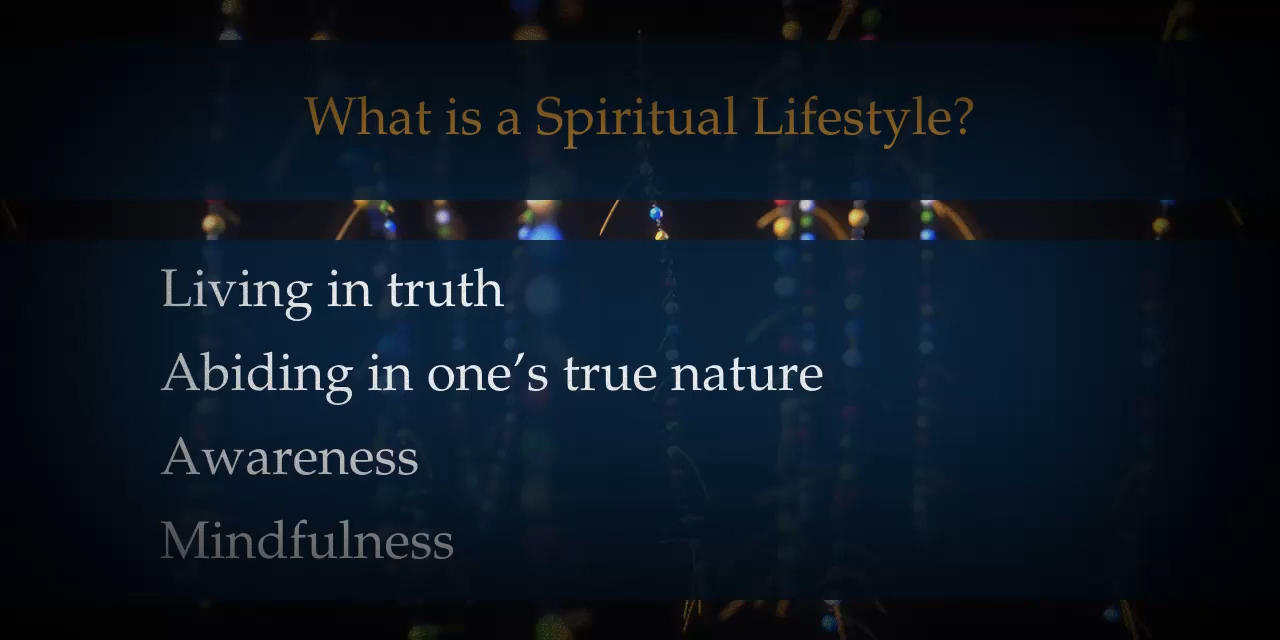 What is a Spiritual Lifestyle?
Living in truth
Abiding in one’s true nature
Awareness
Mindfulness